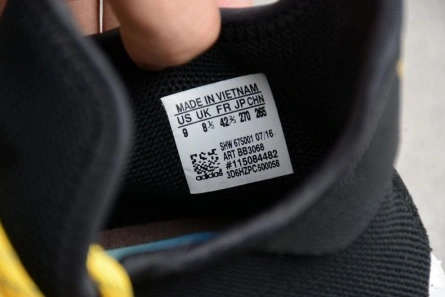 MADE IN VIETNAM
US UK FR JP CHN
9 8½ 42⅔ 270 265
SHW 675001 07/16
ART BB3068
#115084482
adidas 3D6HZPC500058